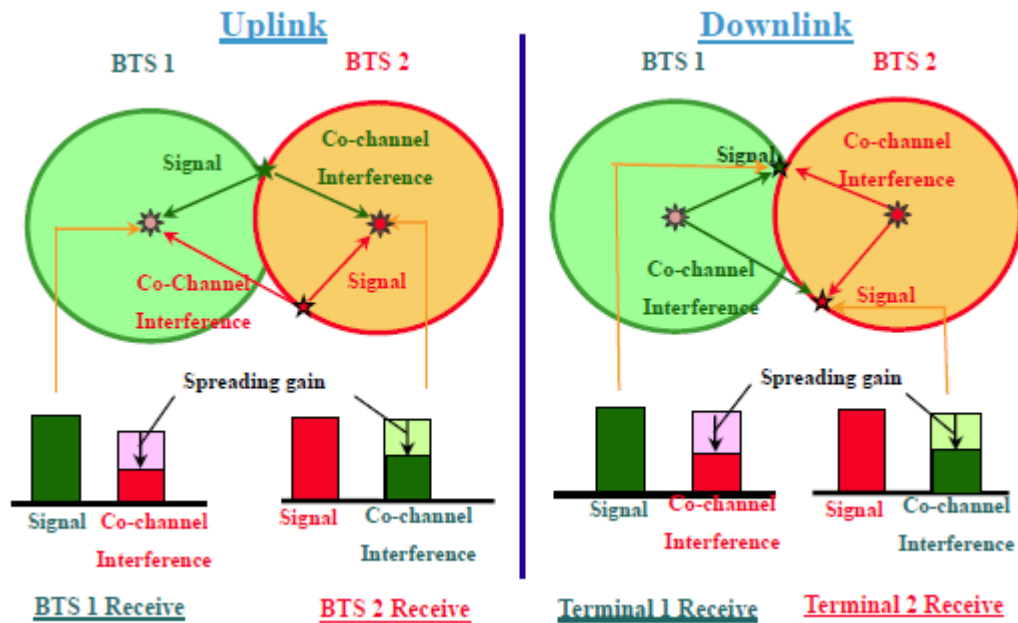 Uplink
BTS 1
BTS 2
Signal
Co-channel
Interference
Co-Channel
Interference
Signal
Spreading gain
Signal
Co-channel
Interference
Signal
Co-channel
Interference
BTS 1 Receive
BTS 2 Receive
Downlink
BTS 1
BTS 2
Signal
Co-channel
Interference
Co-channel
Interference
Signal
Spreading gain
Signal
Co-channel
Interference
Signal
Co-channel
Interference
Terminal 1 Receive
Terminal 2 Receive